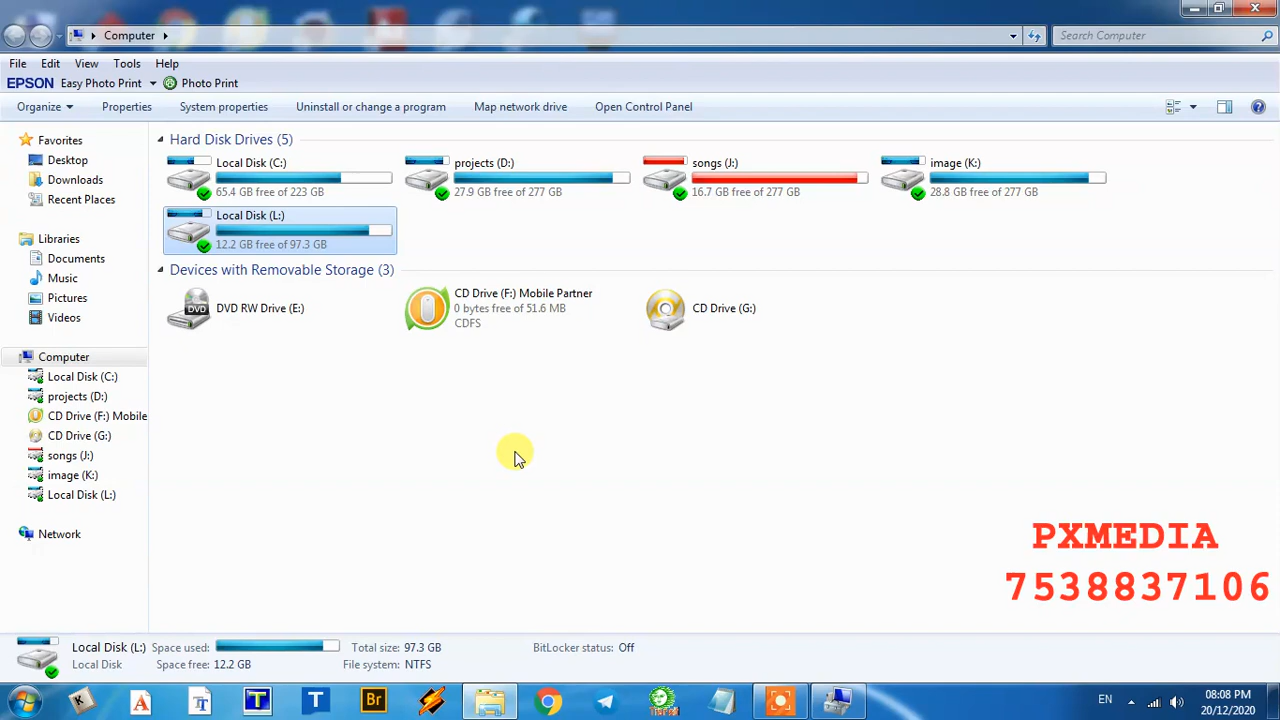 Computer
Search Computer
File Edit View Tools Help
EPSON Easy Photo Print Photo Print
Organize Properties System properties Uninstall or change a program Map network drive Open Control Panel
Favorites
Desktop
Downloads
Recent Places
Libraries
Documents
Music
Pictures
Videos
Computer
Local Disk (C:)
projects (D:)
CD Drive (F:) Mobile
CD Drive (G:)
songs (J:)
image (K:)
Local Disk (L:)
Network
Hard Disk Drives (5)
Local Disk (C:)
65.4 GB free of 223 GB
projects (D:)
27.9 GB free of 277 GB
songs (J:)
16.7 GB free of 277 GB
image (K:)
28.8 GB free of 277 GB
Local Disk (L:)
12.2 GB free of 97.3 GB
Devices with Removable Storage (3)
DVD RW Drive (E:)
DVD
CD Drive (F:) Mobile Partner
0 bytes free of 51.6 MB
CDFS
CD Drive (G:)
PXMEDIA
7538837106
Local Disk (L:) Space used: Total size: 97.3 GB BitLocker status: Off
Local Disk Space free: 12.2 GB File system: NTFS
K A T T T Br
EN
08:08 PM
20/12/2020